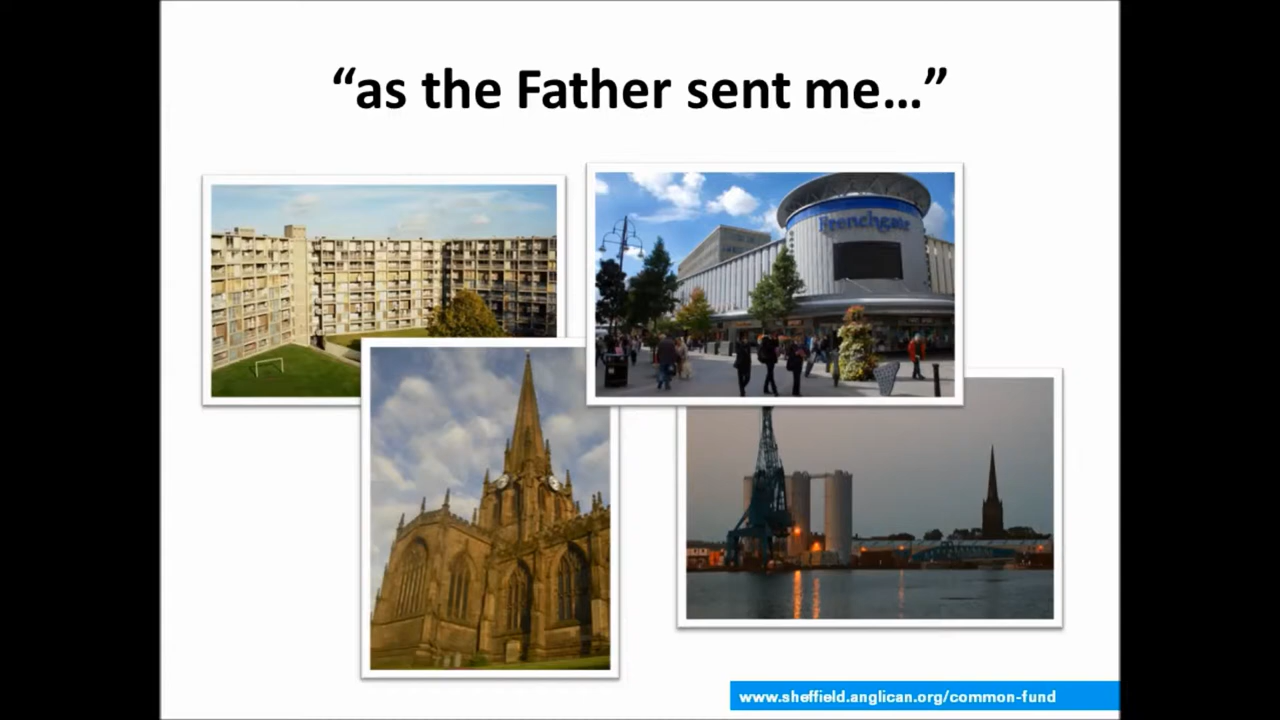 “as the Father sent me...”
Frenchgate
www.sheffield.anglican.org/common-fund